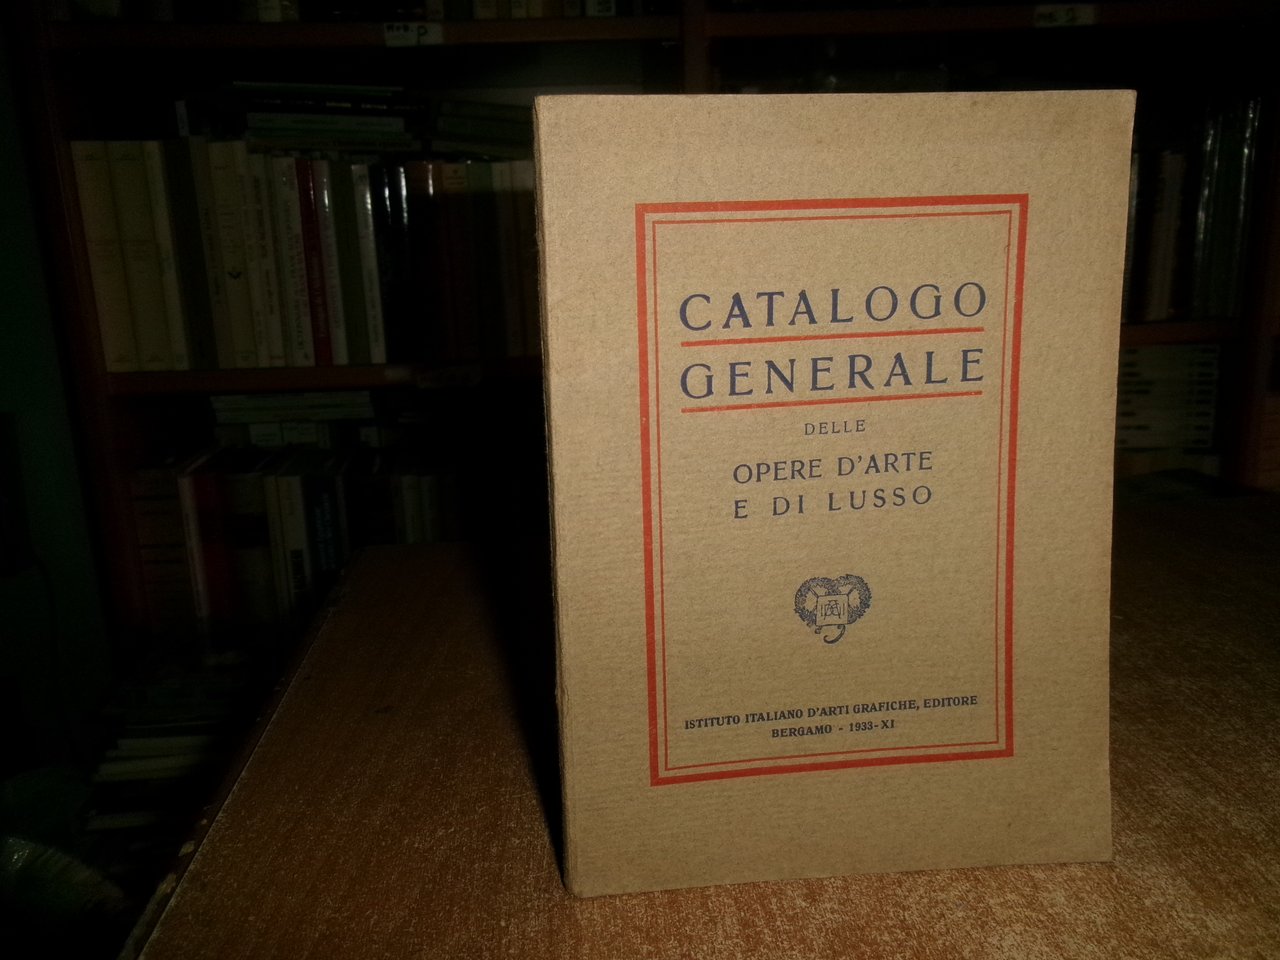 CATALOGO
GENERALE
DELLE
OPERE D'ARTE
E DI LUSSO
ISTITUTO ITALIANO D'ARTI GRAFICHE, EDITORE
BERGAMO - 1933-XI